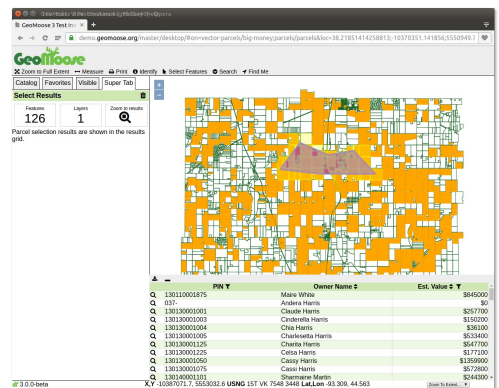 GeoMoose 3 Test In
demo.geomoose.org/master/desktop/#on=vector-parcels/big-money;parcels/parcels&loc=38.21851414258813;-10370351.141856;5550949.7
GeoMoose
Zoom to Full Extent Measure Print Identify Select Features Search Find Me
Catalog Favorites Visible Super Tab
Select Results
Features Layers Zoom to results
126 1
Parcel selection results are shown in the results
grid.
PIN Owner Name Est. Value
130110001875 Maire White $845000
037- Andera Harris $0
130130001001 Claude Harris $257700
130130001003 Cinderella Harris $150200
130130001004 Chia Harris $36100
130130001005 Charlesetta Harris $533400
130130001125 Charita Harris $547700
130130001225 Celsa Harris $177100
130130001050 Cassy Harris $1359900
130130001075 Cassi Harris $572800
130140001101 Sharmaine Martin $244300
3.0.0-beta X,Y -10387071.7, 5553032.6 USNG 15T VK 7548 3448 Lat,Lon -93.309, 44.563 Zoom To Extent...